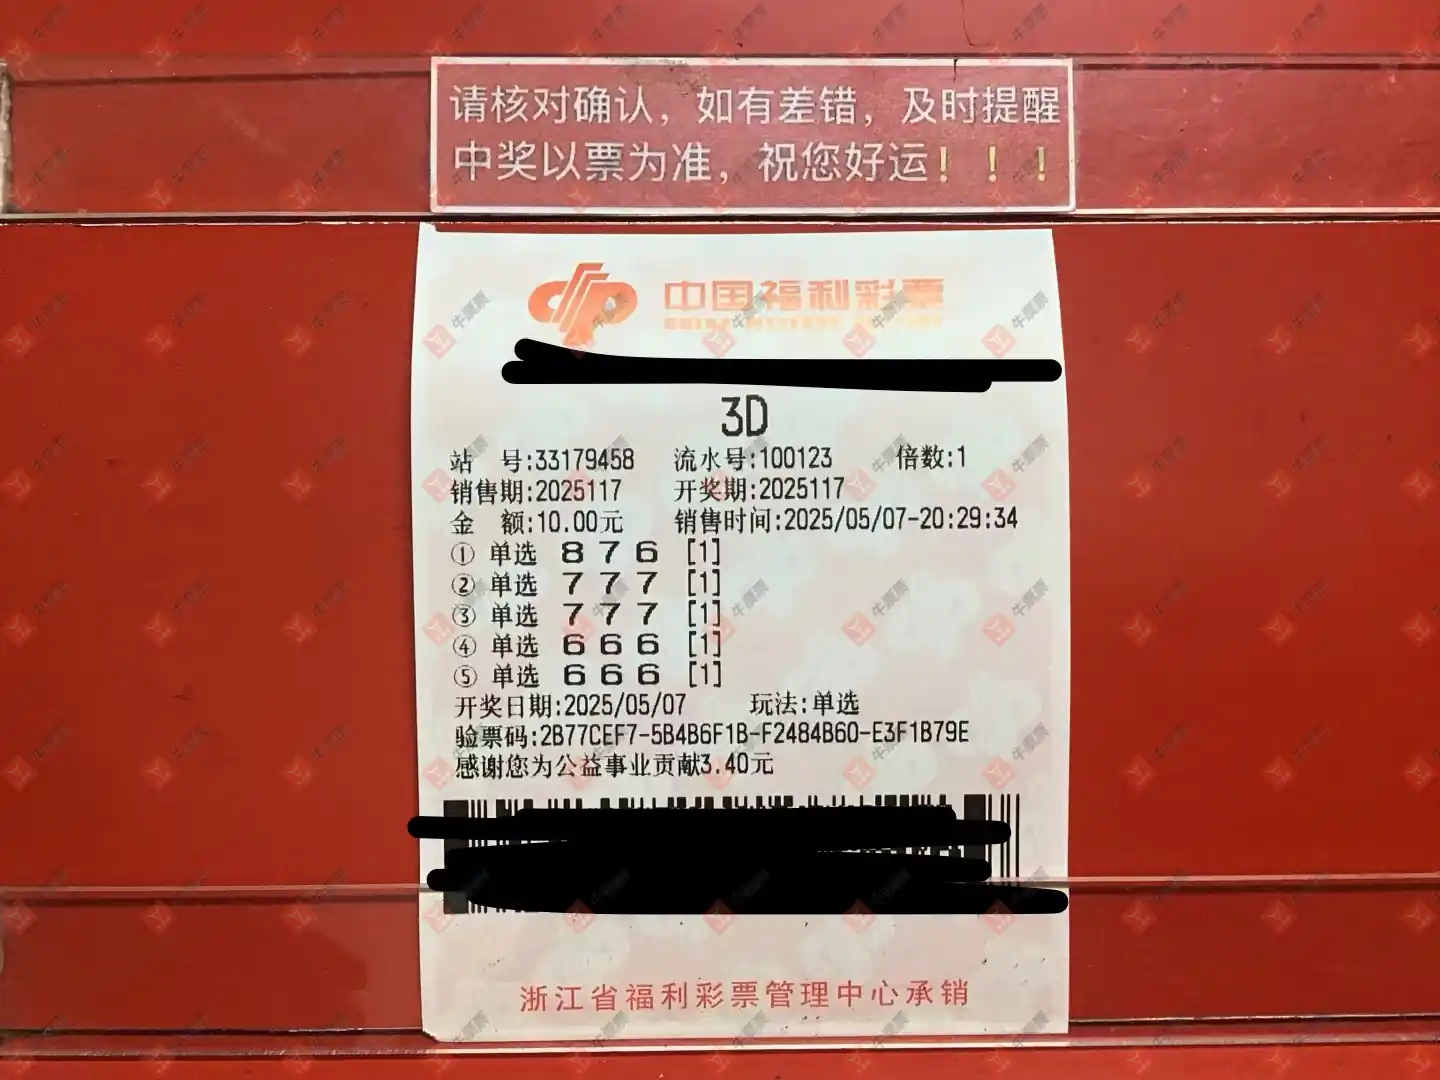 请核对确认，如有差错，及时提醒
中奖以票为准，祝您好运！！！
中国福利彩票
3D
站 号:33179458 流水号:100123 倍数:1
销售期:2025117 开奖期:2025117
金 额:10.00元 销售时间:2025/05/07-20:29:34
① 单选 8 7 6 [1]
② 单选 7 7 7 [1]
③ 单选 7 7 7 [1]
④ 单选 6 6 6 [1]
⑤ 单选 6 6 6 [1]
开奖日期:2025/05/07 玩法:单选
验票码:2B77CEF7-5B4B6F1B-F2484B60-E3F1B79E
感谢您为公益事业贡献3.40元
浙江省福利彩票管理中心承销